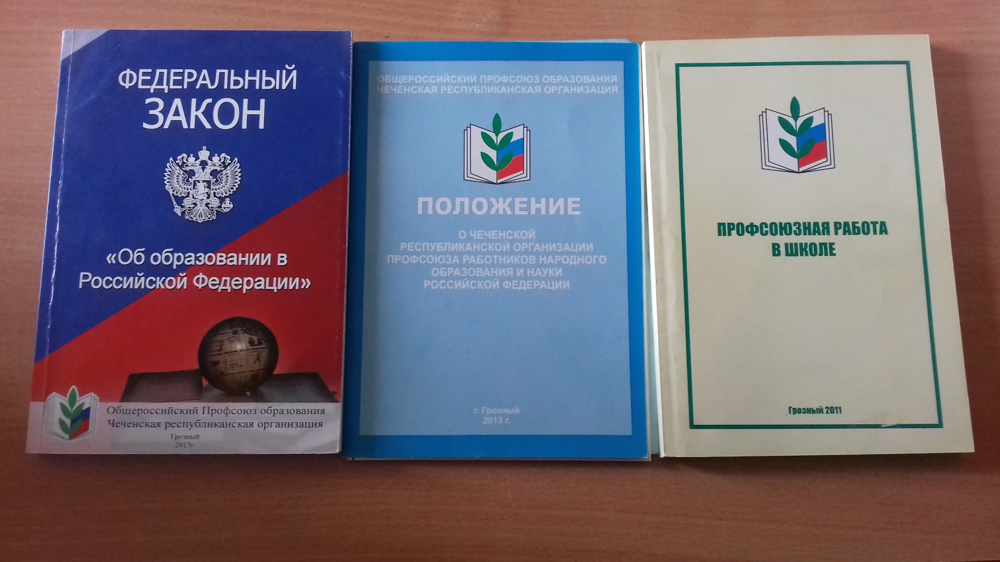 ФЕДЕРАЛЬНЫЙ
ЗАКОН
«Об образовании в
Российской Федерации»
Общероссийский Профсоюз образования
Чеченская республиканская организация
Грозный
2013г
ОБЩЕРОССИЙСКИЙ ПРОФСОЮЗ ОБРАЗОВАНИЯ
ЧЕЧЕНСКАЯ РЕСПУБЛИКАНСКАЯ ОРГАНИЗАЦИЯ
ПОЛОЖЕНИЕ
О ЧЕЧЕНСКОЙ
РЕСПУБЛИКАНСКОЙ ОРГАНИЗАЦИИ
ПРОФСОЮЗА РАБОТНИКОВ НАРОДНОГО
ОБРАЗОВАНИЯ И НАУКИ
РОССИЙСКОЙ ФЕДЕРАЦИИ
г. Грозный
2013 г.
ПРОФСОЮЗНАЯ РАБОТА
В ШКОЛЕ
Грозный 2011